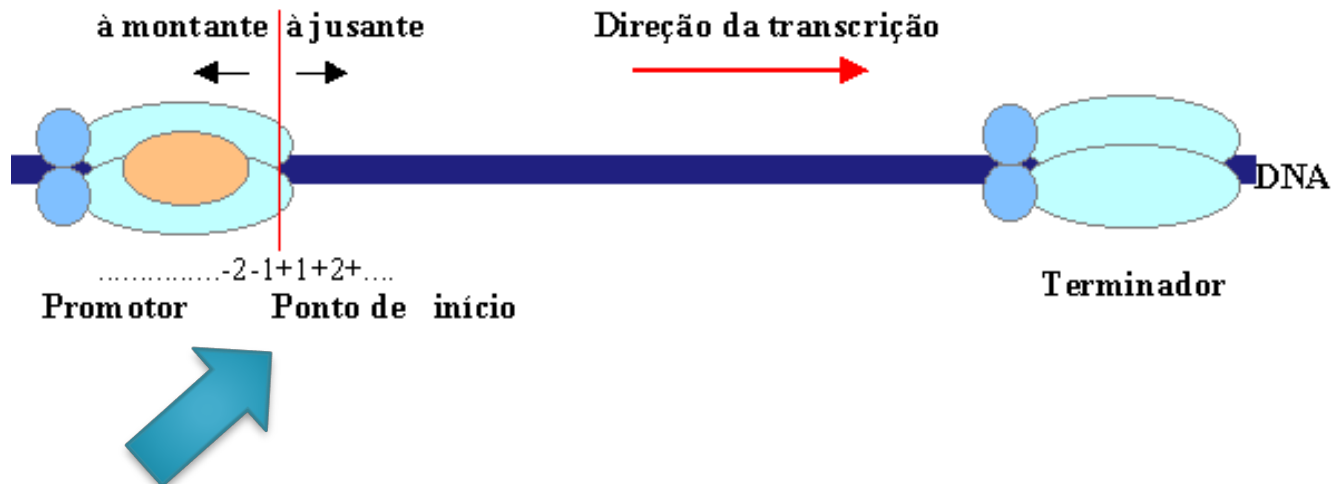 à montante à jusante
Direção da transcrição
DNA
...............-2-1+1+2+....
Promotor
Ponto de início
Terminador